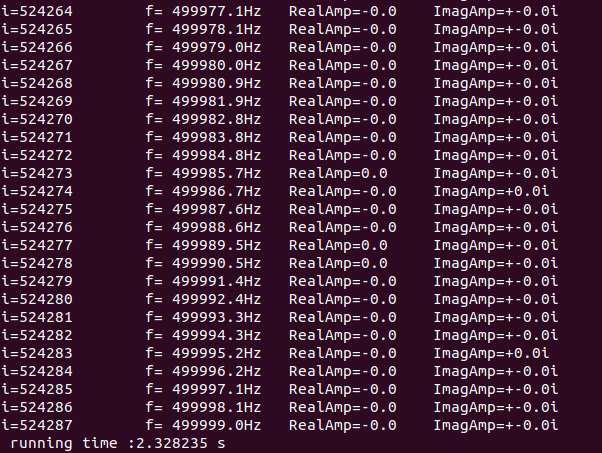 i=524264 f= 499977.1Hz RealAmp=-0.0 ImagAmp=+-0.0i
i=524265 f= 499978.1Hz RealAmp=-0.0 ImagAmp=+-0.0i
i=524266 f= 499979.0Hz RealAmp=-0.0 ImagAmp=+-0.0i
i=524267 f= 499980.0Hz RealAmp=-0.0 ImagAmp=+-0.0i
i=524268 f= 499980.9Hz RealAmp=-0.0 ImagAmp=+-0.0i
i=524269 f= 499981.9Hz RealAmp=-0.0 ImagAmp=+-0.0i
i=524270 f= 499982.8Hz RealAmp=-0.0 ImagAmp=+-0.0i
i=524271 f= 499983.8Hz RealAmp=-0.0 ImagAmp=+-0.0i
i=524272 f= 499984.8Hz RealAmp=-0.0 ImagAmp=+-0.0i
i=524273 f= 499985.7Hz RealAmp=0.0 ImagAmp=+-0.0i
i=524274 f= 499986.7Hz RealAmp=-0.0 ImagAmp=+0.0i
i=524275 f= 499987.6Hz RealAmp=-0.0 ImagAmp=+-0.0i
i=524276 f= 499988.6Hz RealAmp=-0.0 ImagAmp=+-0.0i
i=524277 f= 499989.5Hz RealAmp=0.0 ImagAmp=+-0.0i
i=524278 f= 499990.5Hz RealAmp=0.0 ImagAmp=+-0.0i
i=524279 f= 499991.4Hz RealAmp=-0.0 ImagAmp=+-0.0i
i=524280 f= 499992.4Hz RealAmp=-0.0 ImagAmp=+-0.0i
i=524281 f= 499993.3Hz RealAmp=-0.0 ImagAmp=+-0.0i
i=524282 f= 499994.3Hz RealAmp=-0.0 ImagAmp=+-0.0i
i=524283 f= 499995.2Hz RealAmp=-0.0 ImagAmp=+0.0i
i=524284 f= 499996.2Hz RealAmp=-0.0 ImagAmp=+-0.0i
i=524285 f= 499997.1Hz RealAmp=-0.0 ImagAmp=+-0.0i
i=524286 f= 499998.1Hz RealAmp=-0.0 ImagAmp=+-0.0i
i=524287 f= 499999.0Hz RealAmp=-0.0 ImagAmp=+-0.0i
running time :2.328235 s